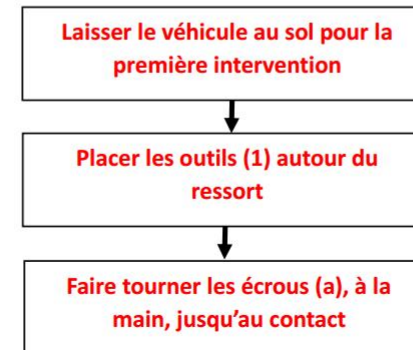 Laisser le véhicule au sol pour la
première intervention
Placer les outils (1) autour du
ressort
Faire tourner les écrous (a), à la
main, jusqu’au contact